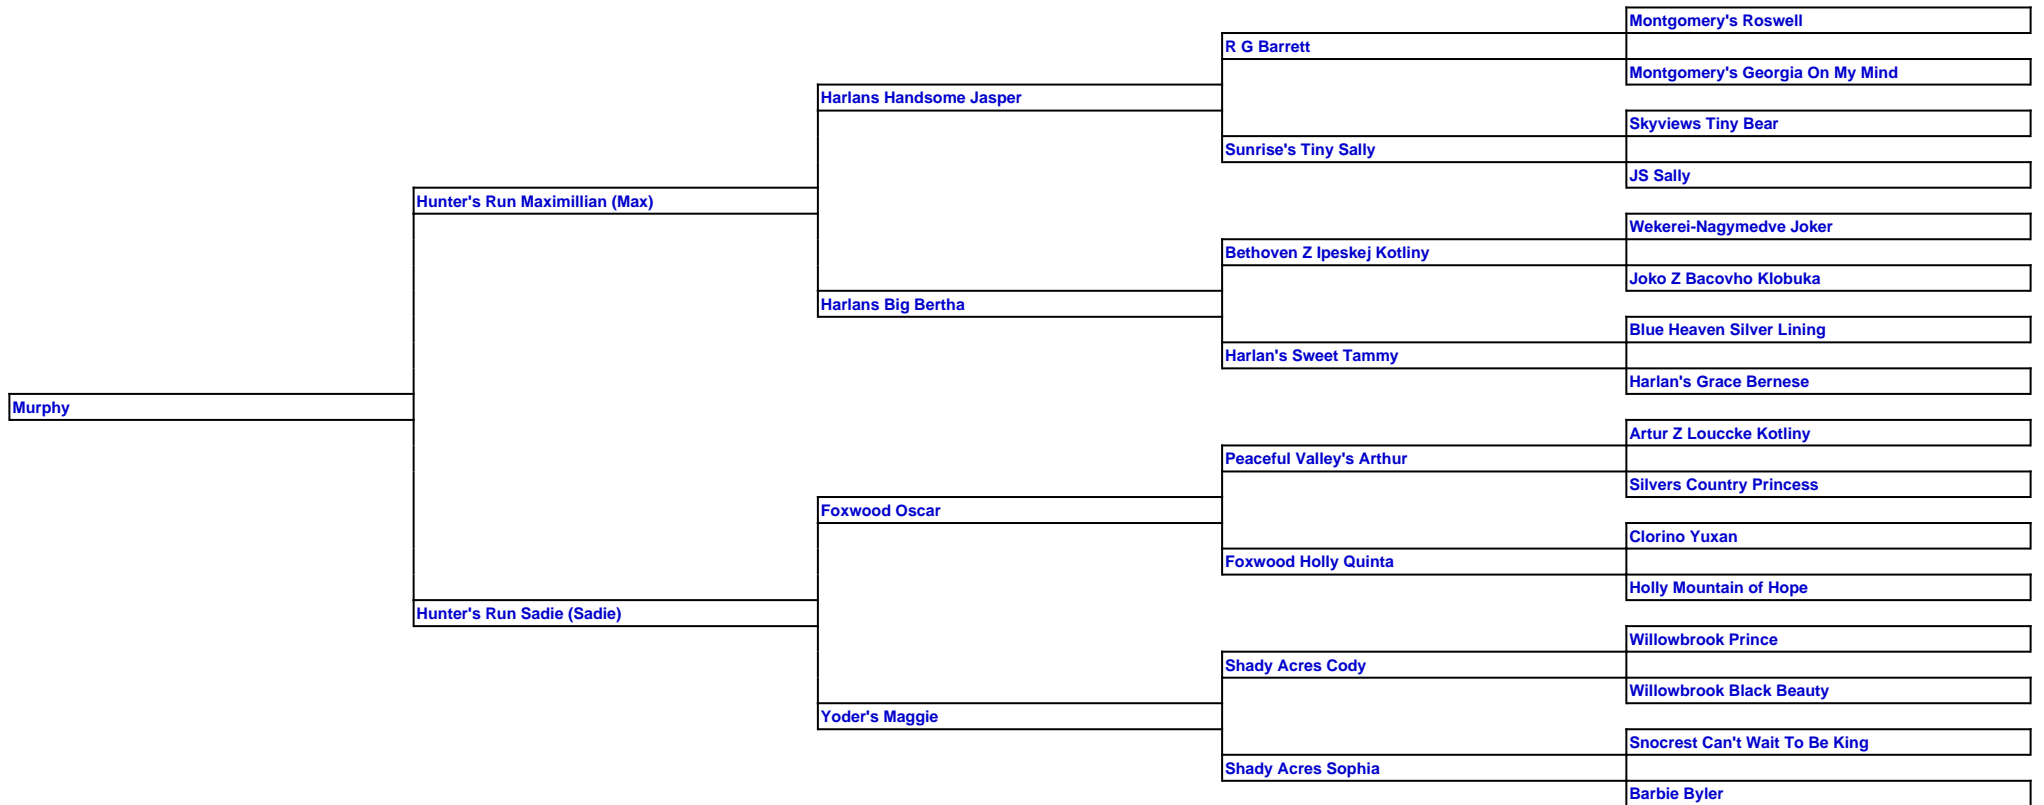 Montgomery's Roswell
R G Barrett
Montgomery's Georgia On My Mind
Harlans Handsome Jasper
Skyviews Tiny Bear
Sunrise's Tiny Sally
JS Sally
Hunter's Run Maximillian (Max)
Wekerei-Nagymedve Joker
Bethoven Z Ipeskej Kotliny
Joko Z Bacovho Klobuka
Harlans Big Bertha
Blue Heaven Silver Lining
Harlan's Sweet Tammy
Harlan's Grace Bernese
Murphy
Artur Z Louccke Kotliny
Peaceful Valley's Arthur
Silvers Country Princess
Foxwood Oscar
Clorino Yuxan
Foxwood Holly Quinta
Holly Mountain of Hope
Hunter's Run Sadie (Sadie)
Willowbrook Prince
Shady Acres Cody
Willowbrook Black Beauty
Yoder's Maggie
Snocrest Can't Wait To Be King
Shady Acres Sophia
Barbie Byler